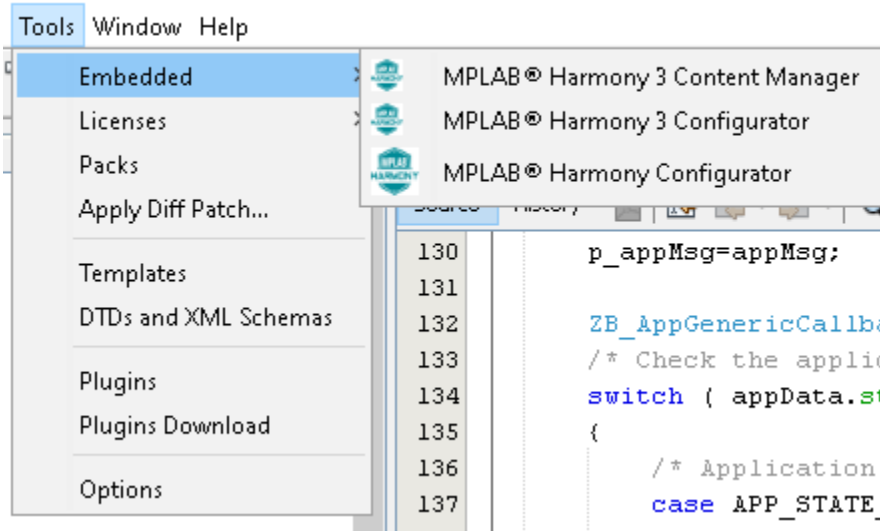 Tools Window Help
Embedded
Licenses
Packs
Apply Diff Patch...
Templates
DTDs and XML Schemas
Plugins
Plugins Download
Options
MPLAB® Harmony 3 Content Manager
MPLAB® Harmony 3 Configurator
MPLAB® Harmony Configurator
Source History
130 p_appMsg=appMsg;
131
132 ZB_AppGenericCallba
133 /* Check the applic
134 switch ( appData.st
135 {
136 /* Application
137 case APP_STATE_